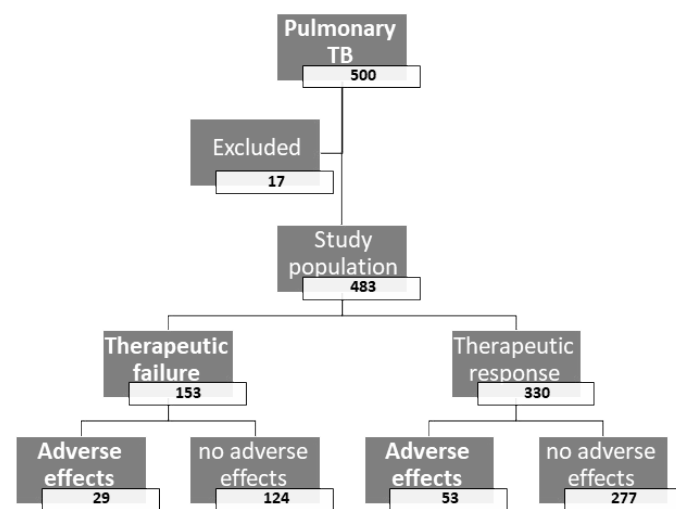 Pulmonary
TB
500
Excluded
17
Study
population
483
Therapeutic
failure
153
Therapeutic
response
330
Adverse
effects
29
no adverse
effects
124
Adverse
effects
53
no adverse
effects
277